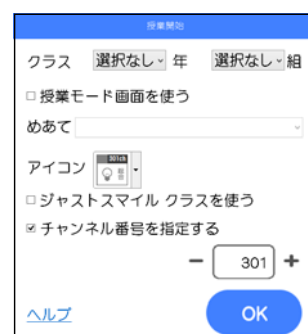 授業開始
クラス 選択なし 年 選択なし 組
授業モード画面を使う
めあて
アイコン 301ch
ジャストスマイル クラスを使う
チャンネル番号を指定する
− 301 +
ヘルプ OK